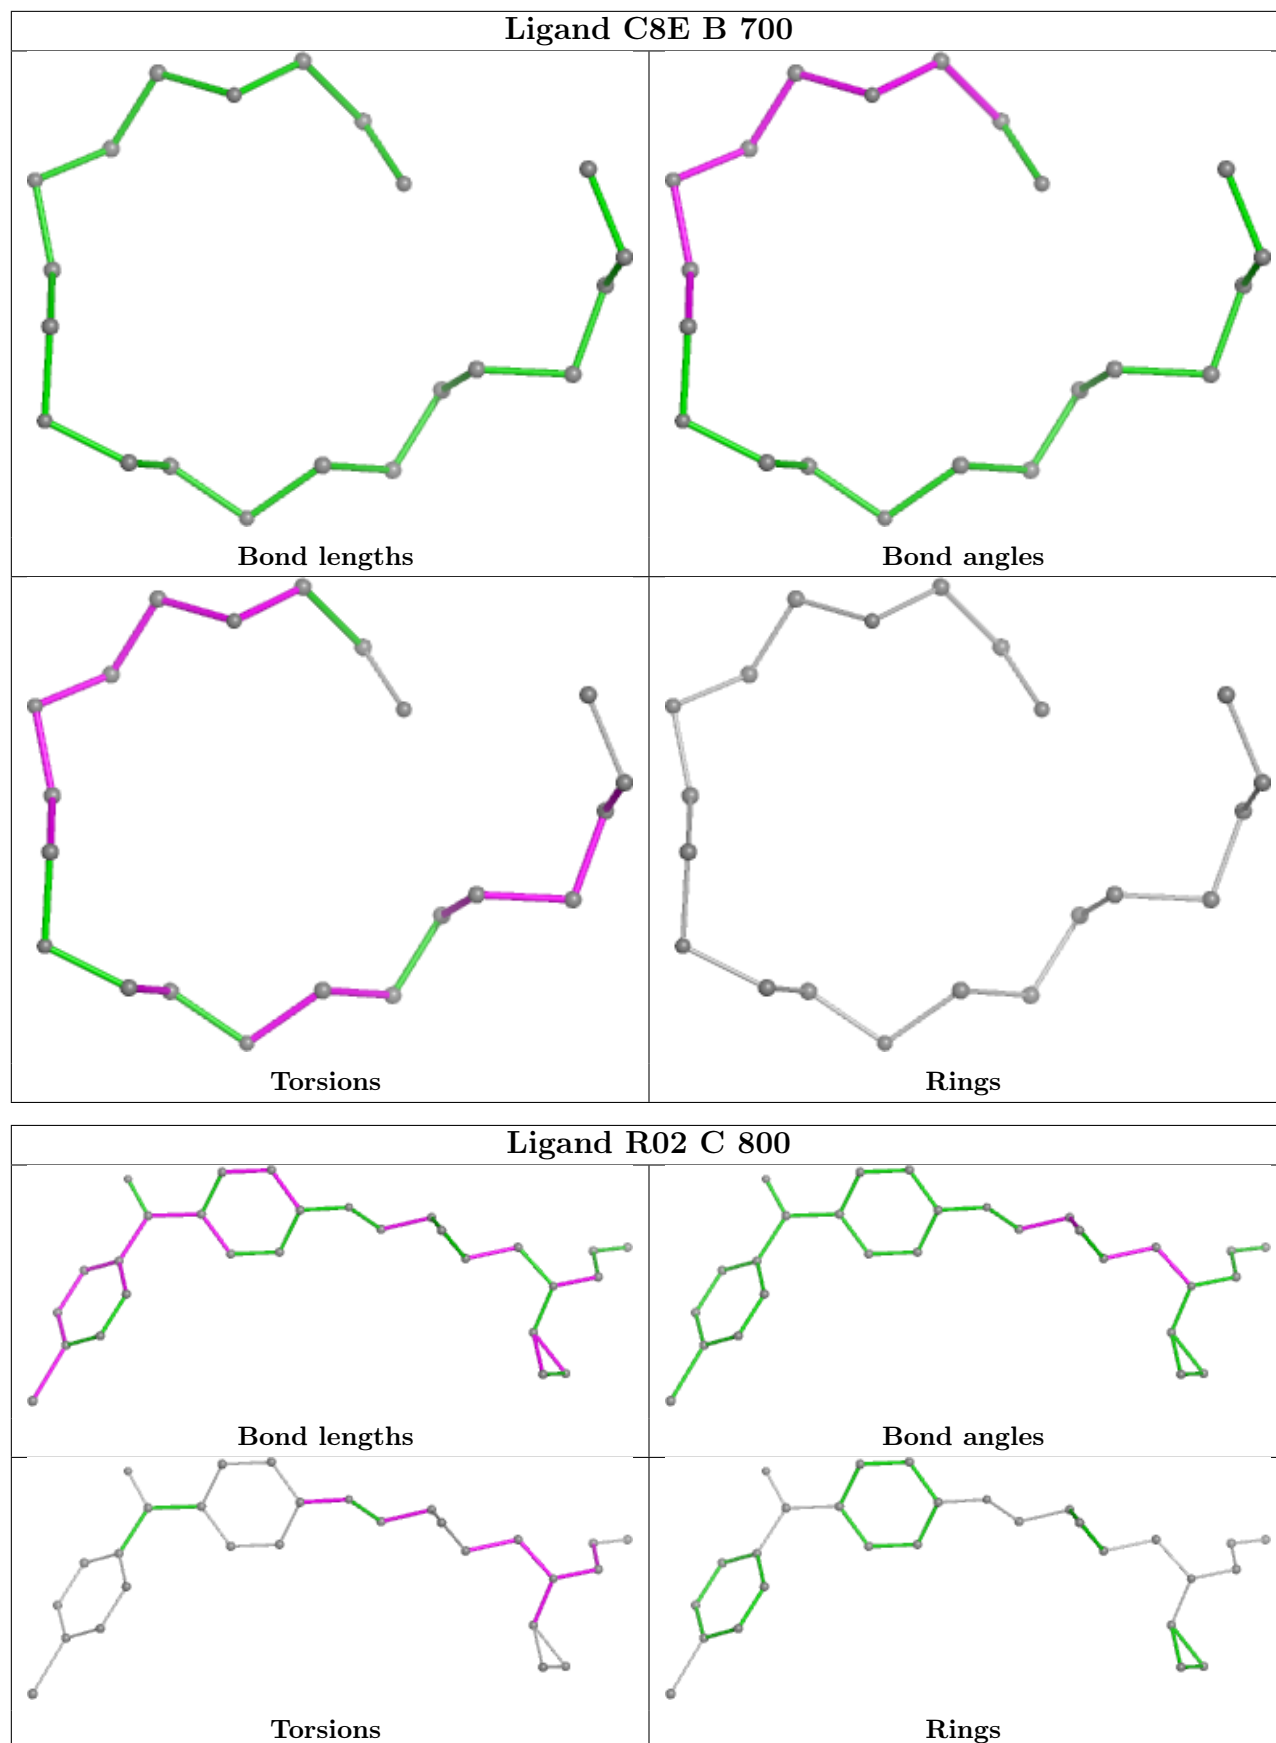 Ligand C8E B 700
Bond lengths
Bond angles
Torsions
Rings
Ligand R02 C 800
Bond lengths
Bond angles
Torsions
Rings